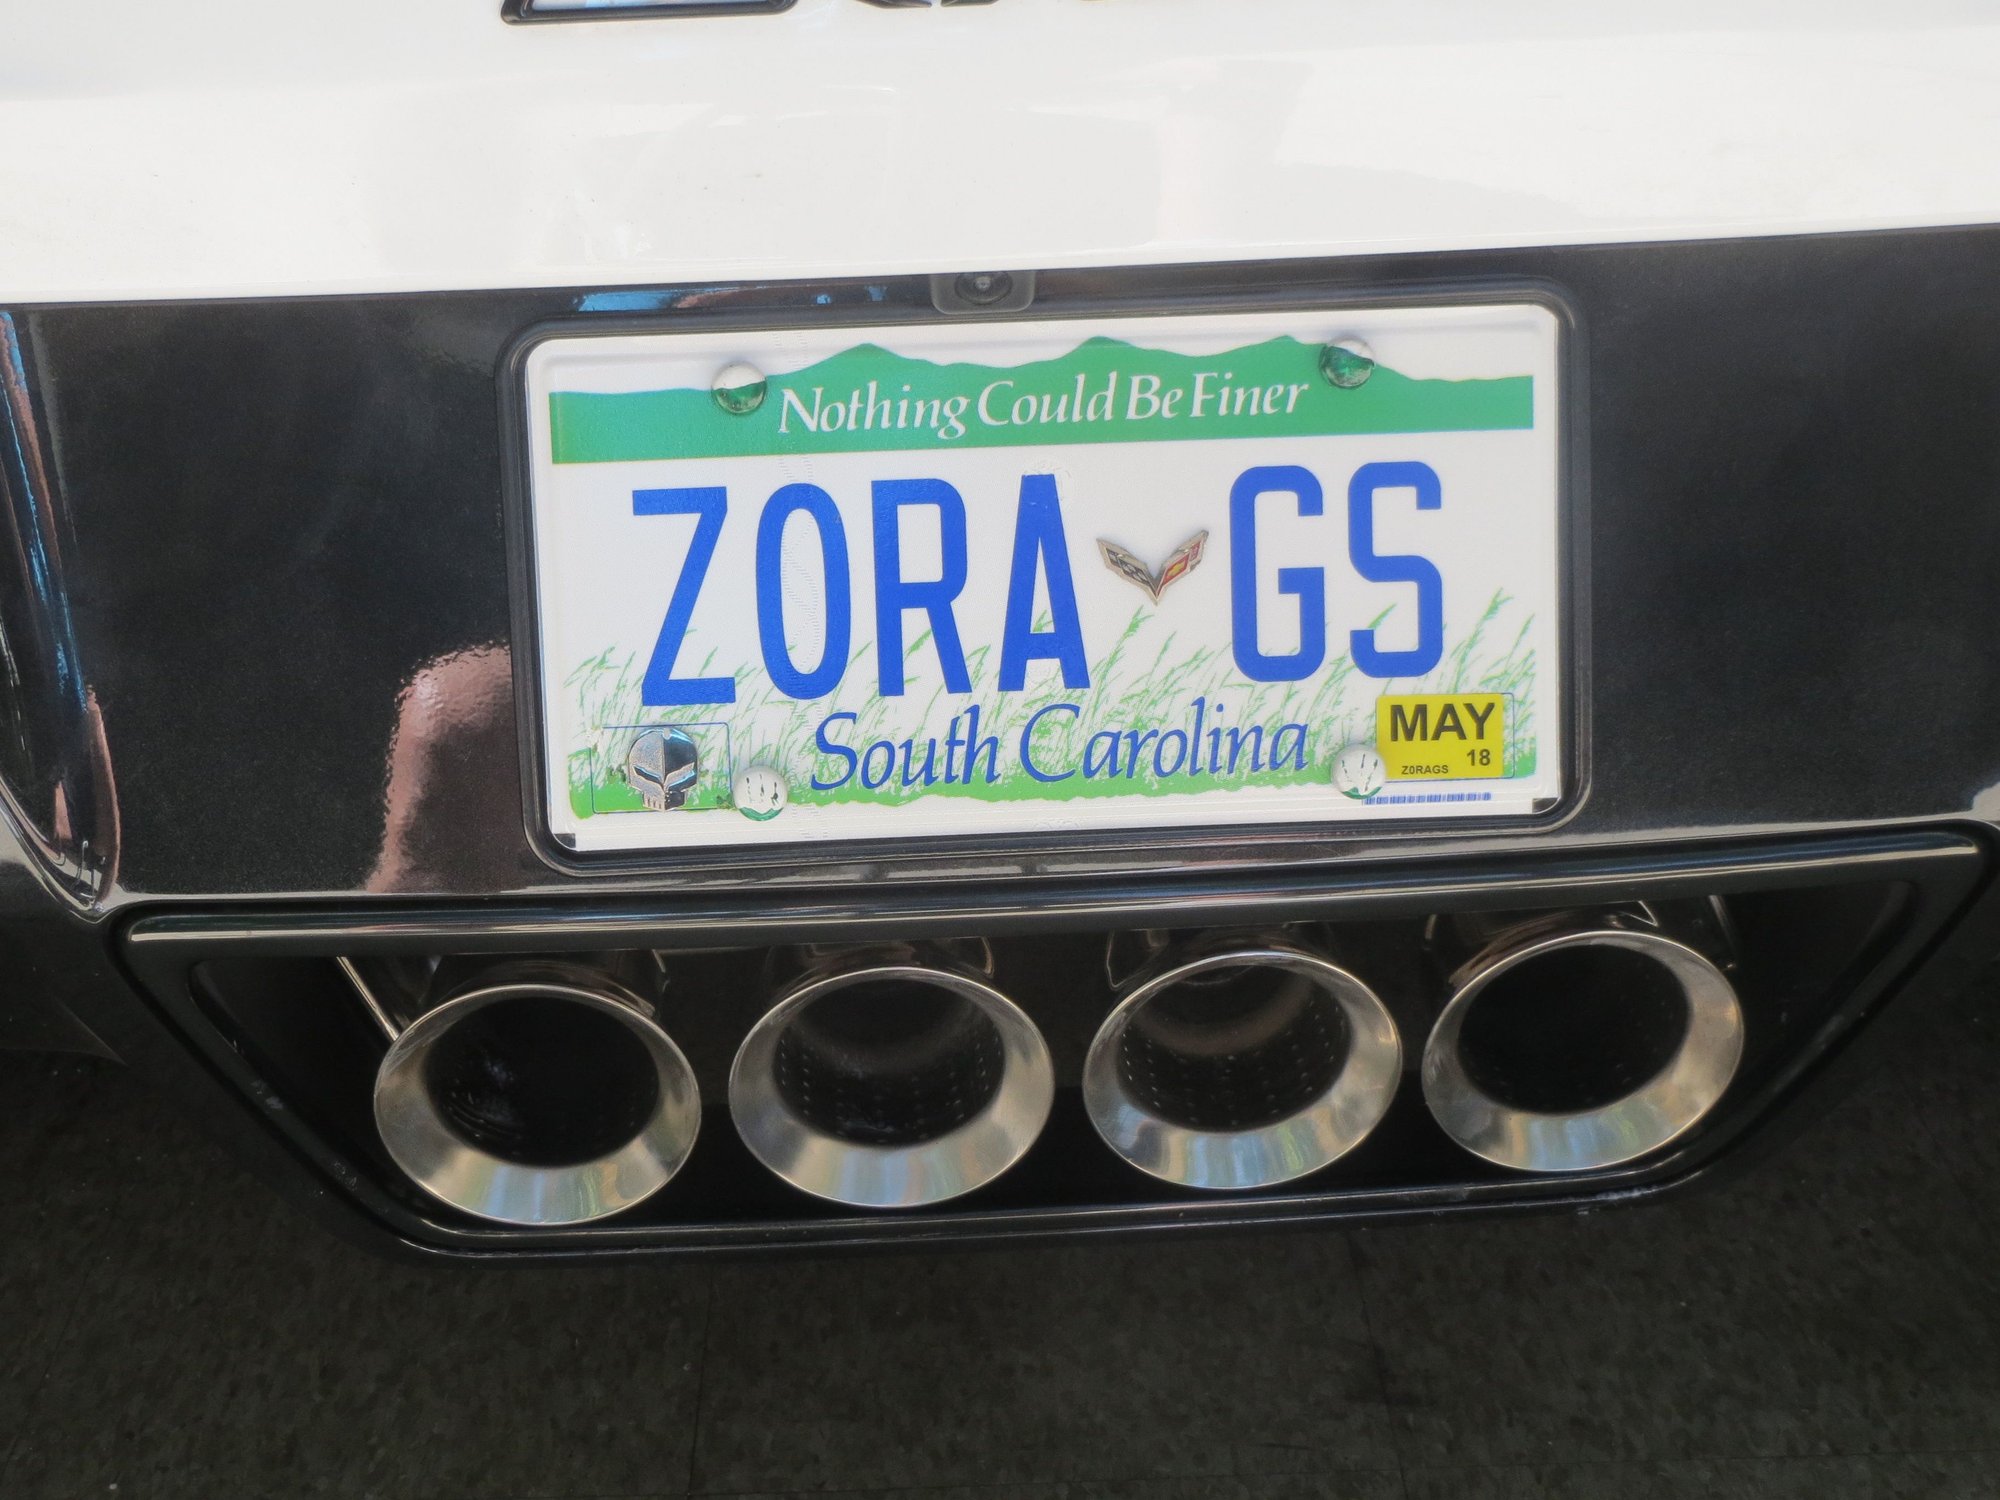 Nothing Could Be Finer
ZORA GS
South Carolina
MAY
18
Z0RAGS